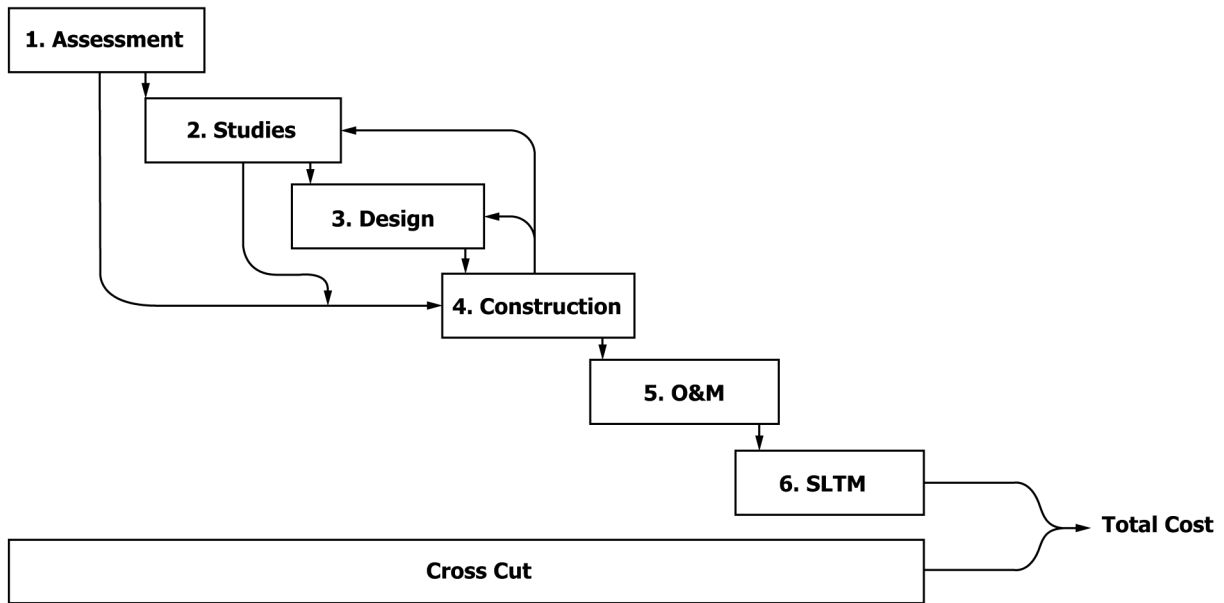 1. Assessment
2. Studies
3. Design
4. Construction
5. O&M
6. SLTM
Total Cost
Cross Cut